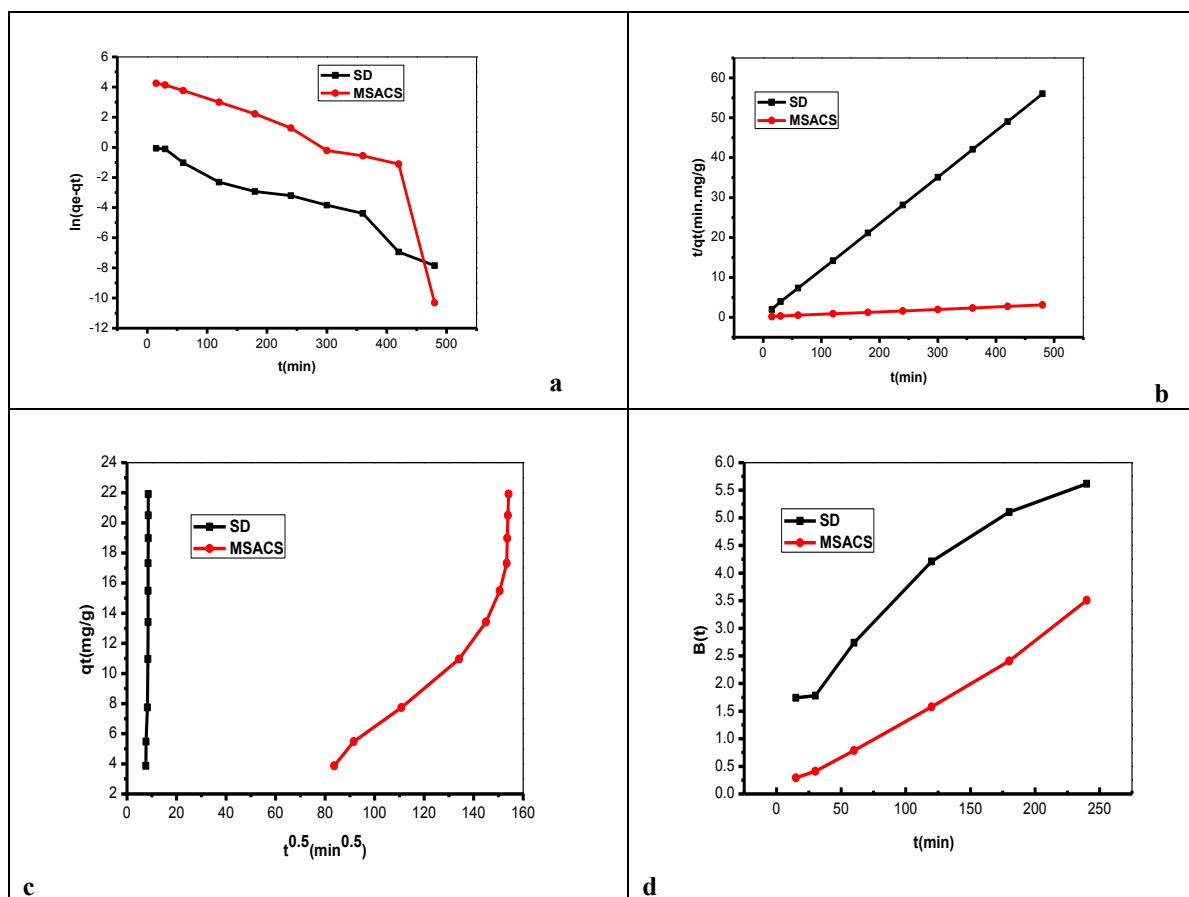 6
4
2
0
-2
-4
-6
-8
-10
-12
ln(qe-qt)
SD
MSACS
0 100 200 300 400 500
t(min)
a
60
50
40
30
20
10
0
t/qt(min.mg/g)
SD
MSACS
0 100 200 300 400 500
t(min)
b
24
22
20
18
16
14
12
10
8
6
4
2
qt(mg/g)
SD
MSACS
0 20 40 60 80 100 120 140 160
t^0.5(min^0.5)
c
6.0
5.5
5.0
4.5
4.0
3.5
3.0
2.5
2.0
1.5
1.0
0.5
0.0
B(t)
SD
MSACS
0 50 100 150 200 250
t(min)
d